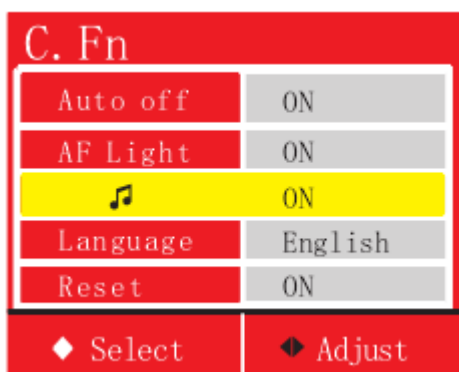 C. Fn
Auto off ON
AF Light ON
♫ ON
Language English
Reset ON
◆ Select ◆ Adjust